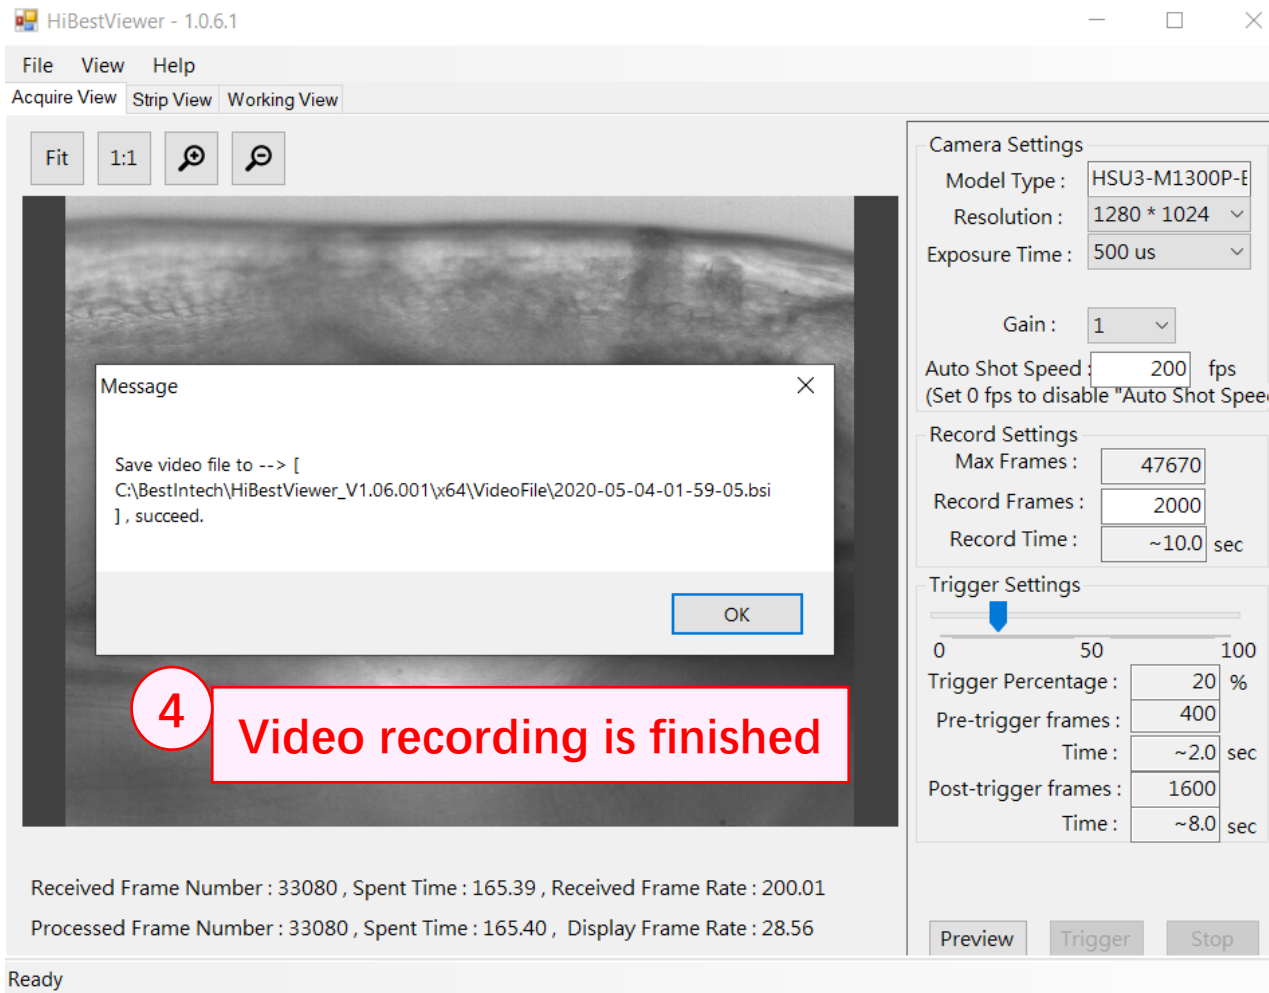 HiBestViewer - 1.0.6.1
File View Help
Acquire View Strip View Working View
Fit 1:1
Camera Settings
Model Type : HSU3-M1300P-E
Resolution : 1280 * 1024
Exposure Time : 500 us
Gain : 1
Auto Shot Speed : 200 fps
(Set 0 fps to disable "Auto Shot Spee
Record Settings
Max Frames : 47670
Record Frames : 2000
Record Time : ~10.0 sec
Trigger Settings
0 50 100
Trigger Percentage : 20 %
Pre-trigger frames : 400
Time : ~2.0 sec
Post-trigger frames : 1600
Time : ~8.0 sec
Preview Trigger Stop
Message
Save video file to --> [
C:\BestIntech\HiBestViewer_V1.06.001\x64\VideoFile\2020-05-04-01-59-05.bsi
] , succeed.
OK
4
Video recording is finished
Received Frame Number : 33080 , Spent Time : 165.39 , Received Frame Rate : 200.01
Processed Frame Number : 33080 , Spent Time : 165.40 , Display Frame Rate : 28.56
Ready